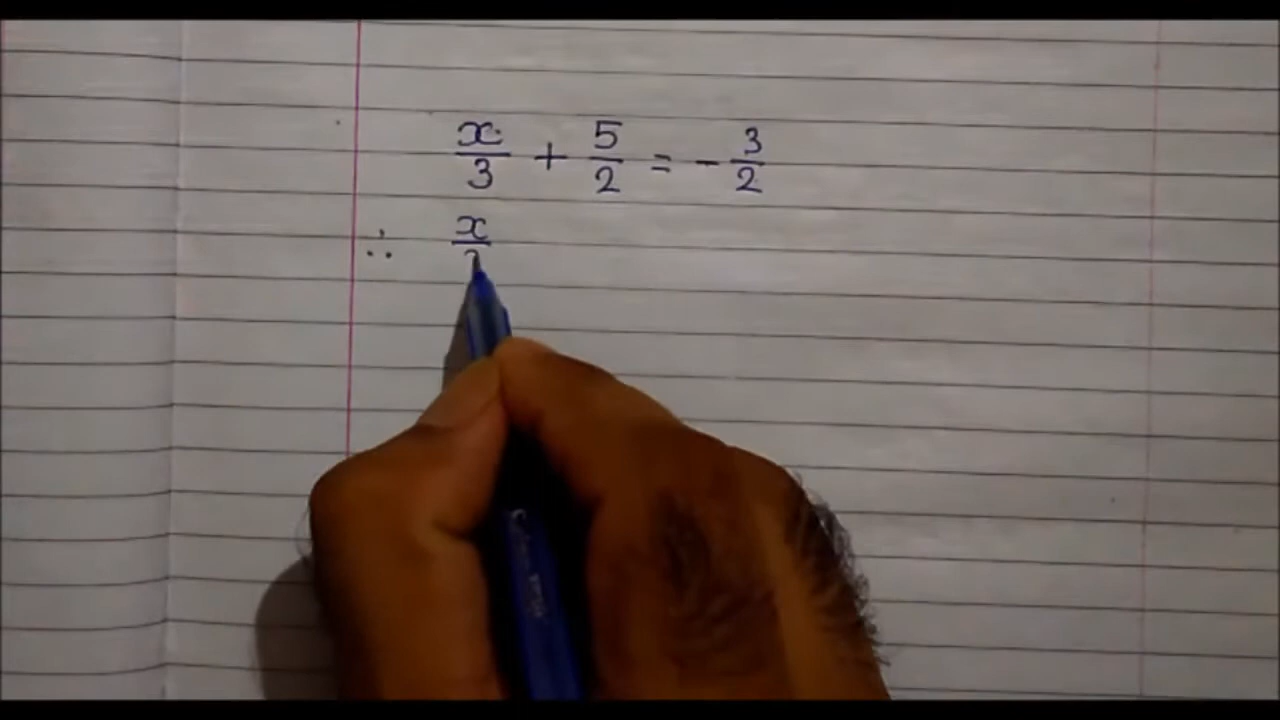 x/3 + 5/2 = - 3/2
∴ x/